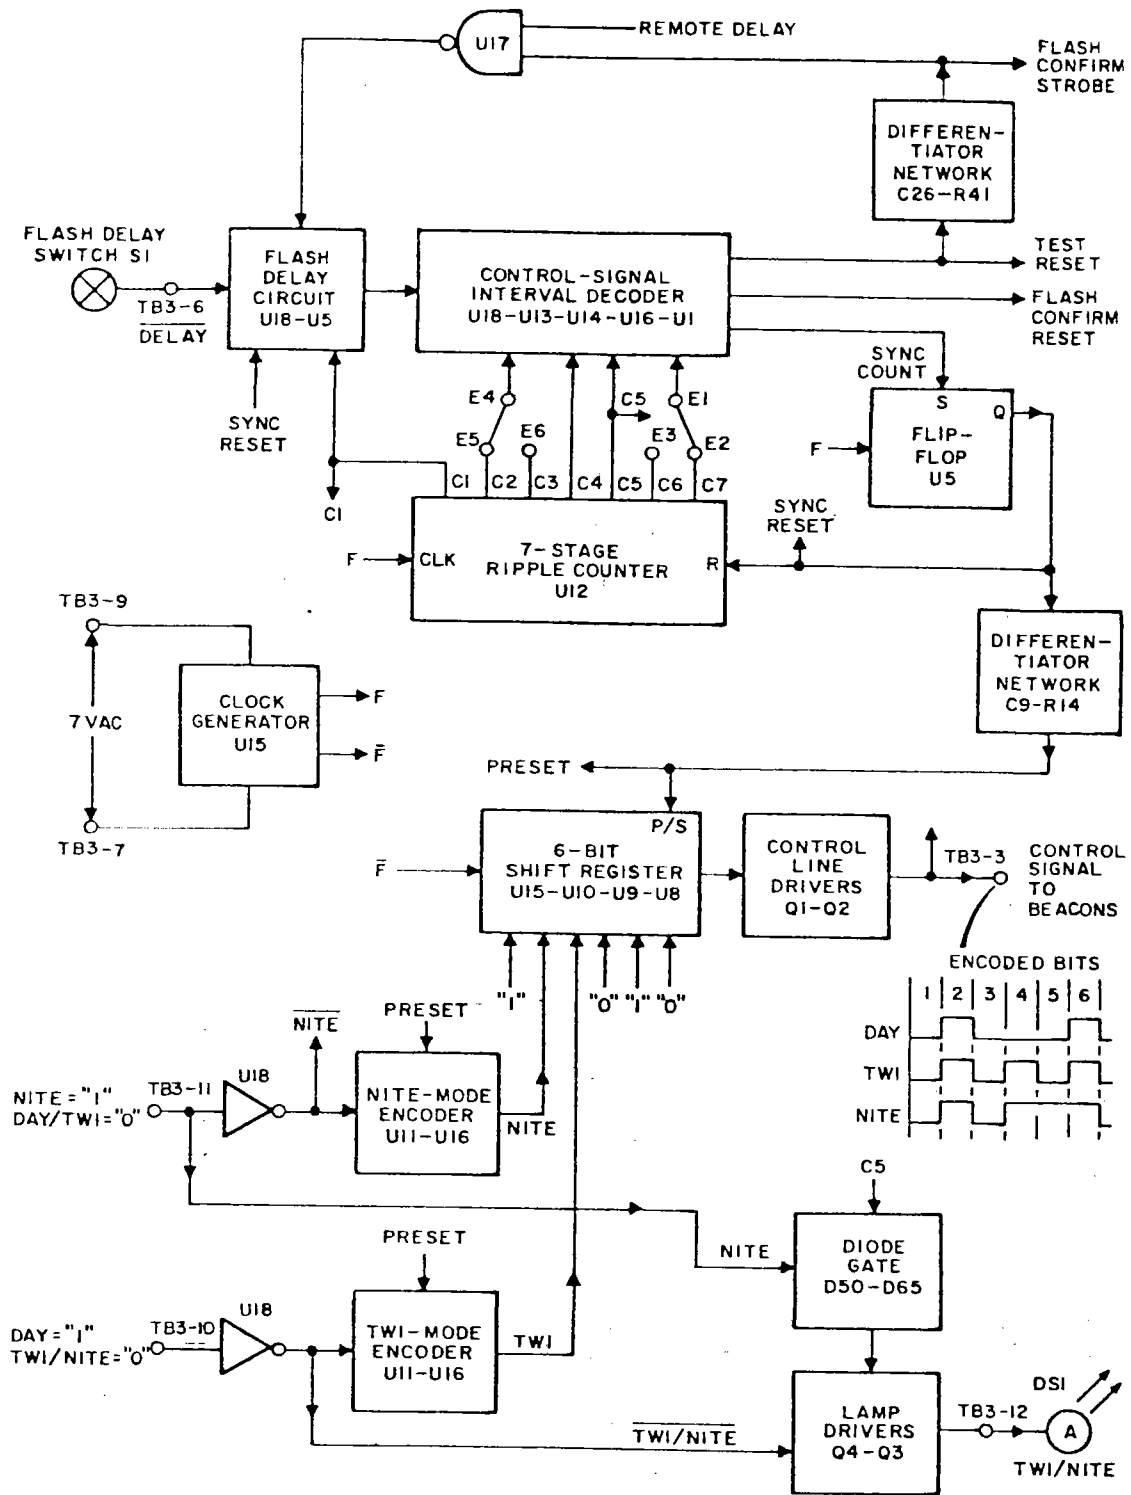 REMOTE DELAY
U17
FLASH
CONFIRM
STROBE
DIFFEREN-
TIATOR
NETWORK
C26-R41
FLASH DELAY
SWITCH S1
TB3-6
DELAY
FLASH
DELAY
CIRCUIT
U18-U5
CONTROL-SIGNAL
INTERVAL DECODER
U18-U13-U14-U16-U1
TEST
RESET
FLASH
CONFIRM
RESET
SYNC
COUNT
SYNC
RESET
E4
E5
E6
C5
E1
E3
E2
S
Q
F
FLIP-
FLOP
U5
C1
C1
C2
C3
C4
C5
C6
C7
SYNC
RESET
F
CLK
7-STAGE
RIPPLE COUNTER
U12
R
TB3-9
7 VAC
CLOCK
GENERATOR
U15
F
F̅
TB3-7
DIFFEREN-
TIATOR
NETWORK
C9-R14
PRESET
P/S
F̅
6-BIT
SHIFT REGISTER
U15-U10-U9-U8
CONTROL
LINE
DRIVERS
Q1-Q2
TB3-3
CONTROL
SIGNAL
TO
BEACONS
"1"
"0"
"1"
"0"
ENCODED BITS
1 2 3 4 5 6
DAY
TWI
NITE
NITE
PRESET
NITE="1"
DAY/TWI="0"
TB3-11
U18
NITE-MODE
ENCODER
U11-U16
NITE
C5
NITE
DIODE
GATE
D50-D65
PRESET
DAY="1"
TWI/NITE="0"
TB3-10
U18
TWI-MODE
ENCODER
U11-U16
TWI
TWI/NITE
LAMP
DRIVERS
Q4-Q3
TB3-12
DS1
A
TWI/NITE